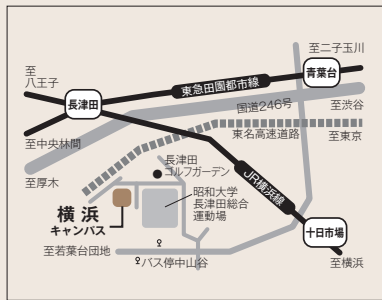 至二子玉川
至
八王子
青葉台
東急田園都市線
長津田
国道246号
至渋谷
至中央林間
東名高速道路
至東京
至厚木
長津田
ゴルフガーデン
JR横浜線
昭和大学
長津田総合
運動場
横浜
キャンパス
十日市場
至若葉台団地
バス停中山谷
至横浜